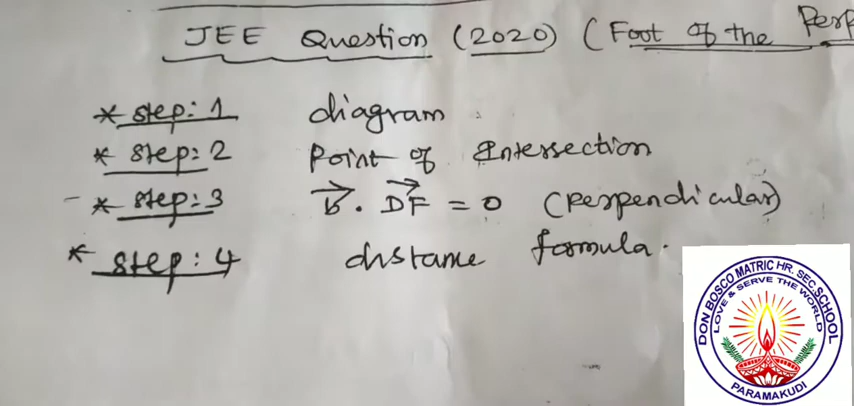 JEE Question (2020) (Foot of the Perp
* Step: 1 diagram
* Step: 2 Point of Intersection
- * Step: 3 b⃗ . DF⃗ = 0 (Perpendicular)
* Step: 4 distance formula.
DON BOSCO MATRIC HR. SEC. SCHOOL
LOVE & SERVE THE WORLD
PARAMAKUDI